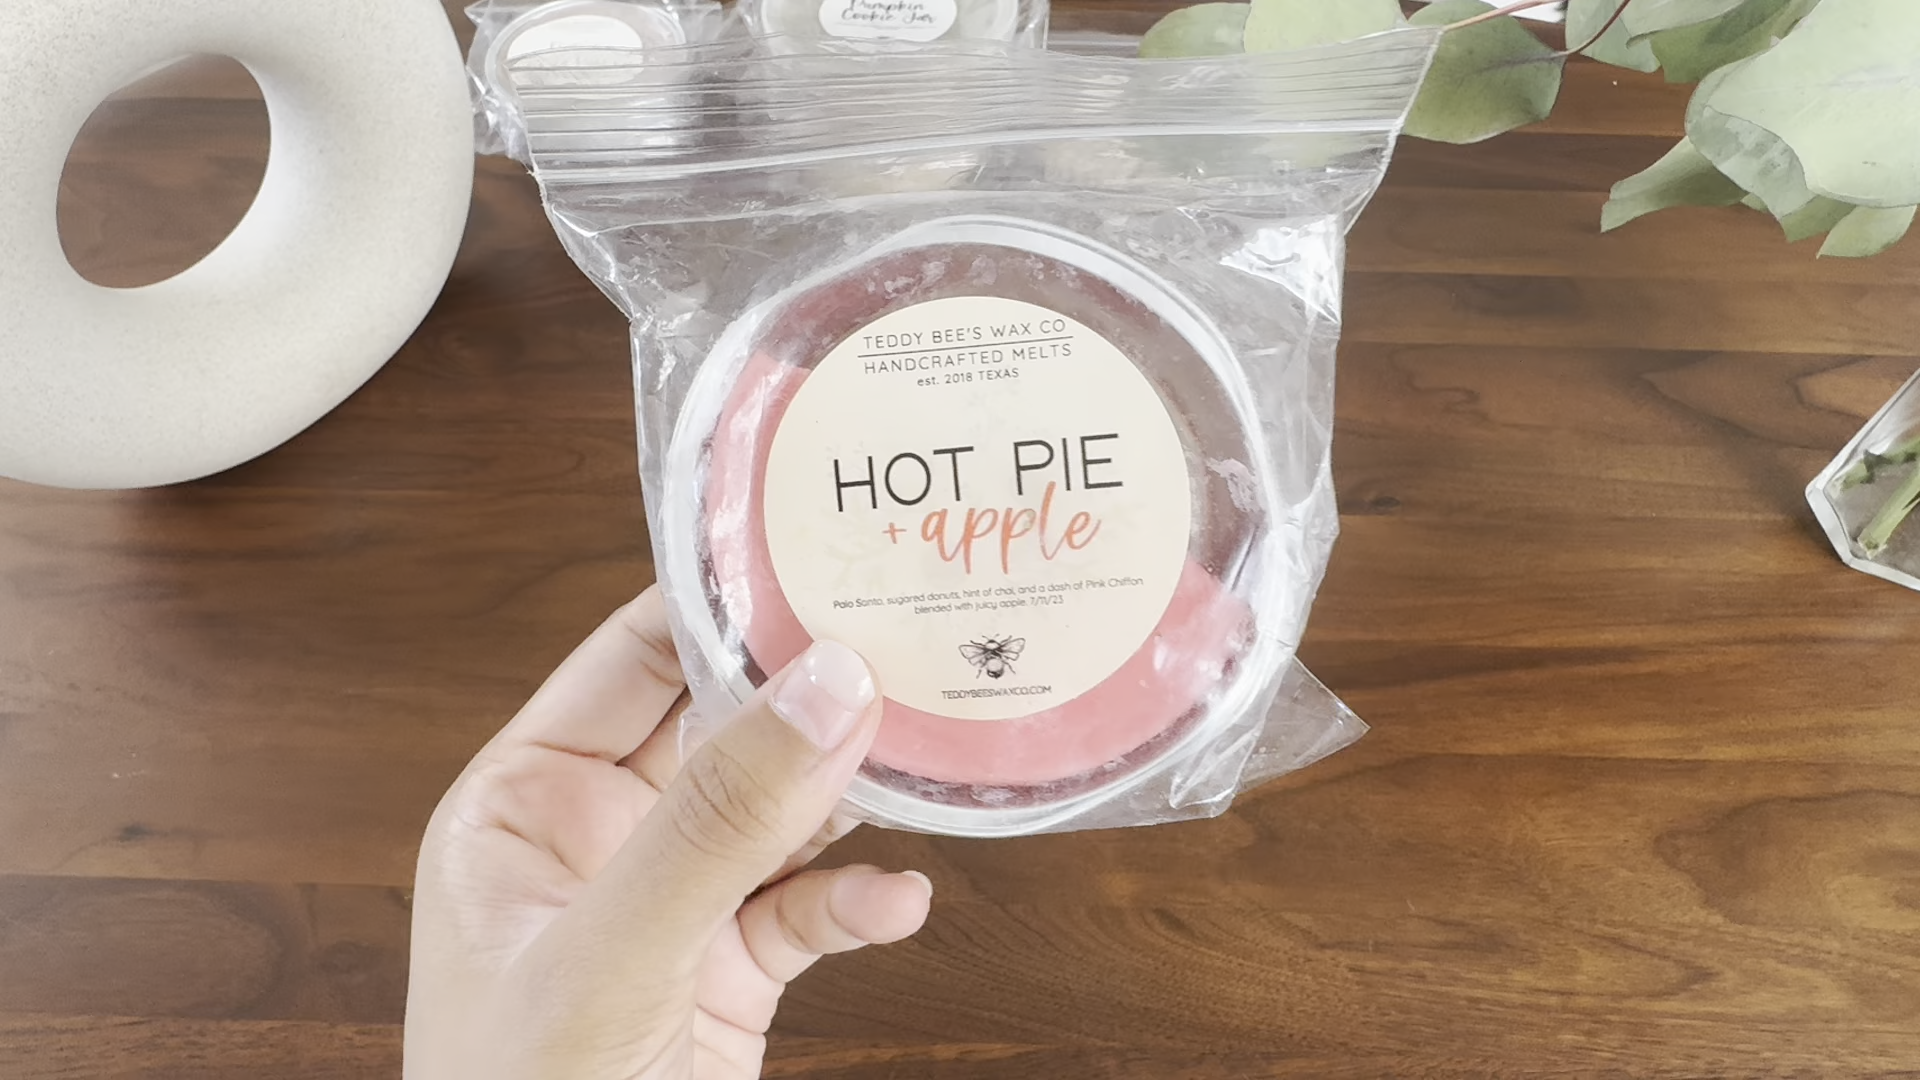 Pumpkin
Cookie Jar
TEDDY BEE'S WAX CO
HANDCRAFTED MELTS
est. 2018 TEXAS
HOT PIE
+ apple
Palo Santo, sugared donuts, hint of chai, and a dash of Pink Chiffon
blended with juicy apple. 7/11/23
TEDDYBEESWAXCO.COM